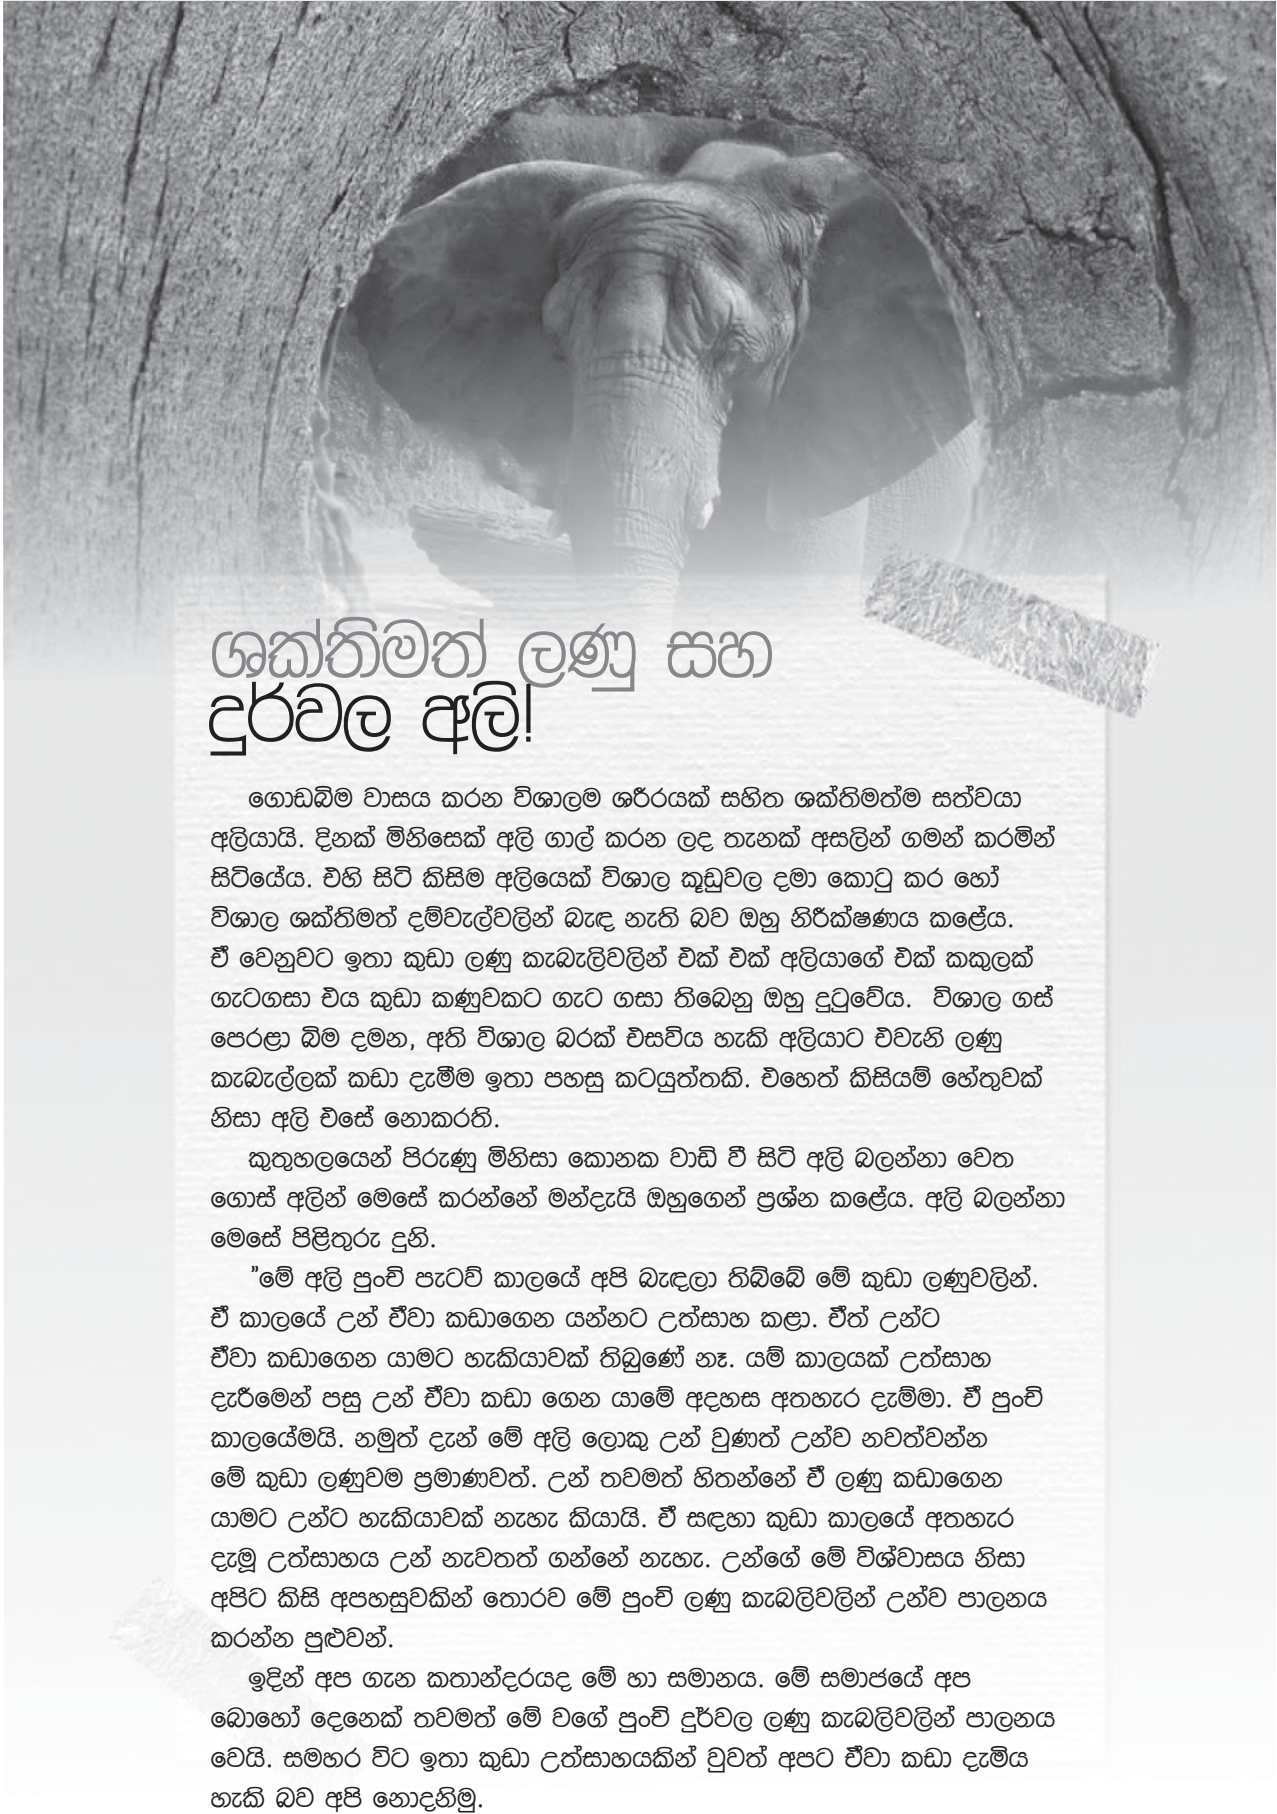 ශක්තිමත් ලණු සහ
දුර්වල අලි!
ගොඩබිම වාසය කරන විශාලම ශරීරයක් සහිත ශක්තිමත්ම සත්වයා
අලියායි. දිනක් මිනිසෙක් අලි ගාල් කරන ලද තැනක් අසලින් ගමන් කරමින්
සිටියේය. එහි සිටි කිසිම අලියෙක් විශාල කූඩුවල දමා කොටු කර හෝ
විශාල ශක්තිමත් දම්වැල්වලින් බැඳ නැති බව ඔහු නිරීක්ෂණය කළේය.
ඒ වෙනුවට ඉතා කුඩා ලණු කැබැලිවලින් එක් එක් අලියාගේ එක් කකුලක්
ගැටගසා එය කුඩා කණුවකට ගැට ගසා තිබෙනු ඔහු දුටුවේය. විශාල ගස්
පෙරළා බිම දමන, අති විශාල බරක් එසවිය හැකි අලියාට එවැනි ලණු
කැබැල්ලක් කඩා දැමීම ඉතා පහසු කටයුත්තකි. එහෙත් කිසියම් හේතුවක්
නිසා අලි එසේ නොකරති.
කුතුහලයෙන් පිරුණු මිනිසා කොනක වාඩි වී සිටි අලි බලන්නා වෙත
ගොස් අලින් මෙසේ කරන්නේ මන්දැයි ඔහුගෙන් ප්‍රශ්න කළේය. අලි බලන්නා
මෙසේ පිළිතුරු දුනි.
"මේ අලි පුංචි පැටව් කාලයේ අපි බැඳලා තිබ්බේ මේ කුඩා ලණුවලින්.
ඒ කාලයේ උන් ඒවා කඩාගෙන යන්නට උත්සාහ කළා. ඒත් උන්ට
ඒවා කඩාගෙන යාමට හැකියාවක් තිබුණේ නෑ. යම් කාලයක් උත්සාහ
දැරීමෙන් පසු උන් ඒවා කඩා ගෙන යාමේ අදහස අතහැර දැම්මා. ඒ පුංචි
කාලයේමයි. නමුත් දැන් මේ අලි ලොකු උන් වුණත් උන්ව නවත්වන්න
මේ කුඩා ලණුවම ප්‍රමාණවත්. උන් තවමත් හිතන්නේ ඒ ලණු කඩාගෙන
යාමට උන්ට හැකියාවක් නැහැ කියායි. ඒ සඳහා කුඩා කාලයේ අතහැර
දැමූ උත්සාහය උන් නැවතත් ගන්නේ නැහැ. උන්ගේ මේ විශ්වාසය නිසා
අපිට කිසි අපහසුවකින් තොරව මේ පුංචි ලණු කැබලිවලින් උන්ව පාලනය
කරන්න පුළුවන්.
ඉදින් අප ගැන කතාන්දරයද මේ හා සමානය. මේ සමාජයේ අප
බොහෝ දෙනෙක් තවමත් මේ වගේ පුංචි දුර්වල ලණු කැබලිවලින් පාලනය
වෙයි. සමහර විට ඉතා කුඩා උත්සාහයකින් වුවත් අපට ඒවා කඩා දැමිය
හැකි බව අපි නොදනිමු.